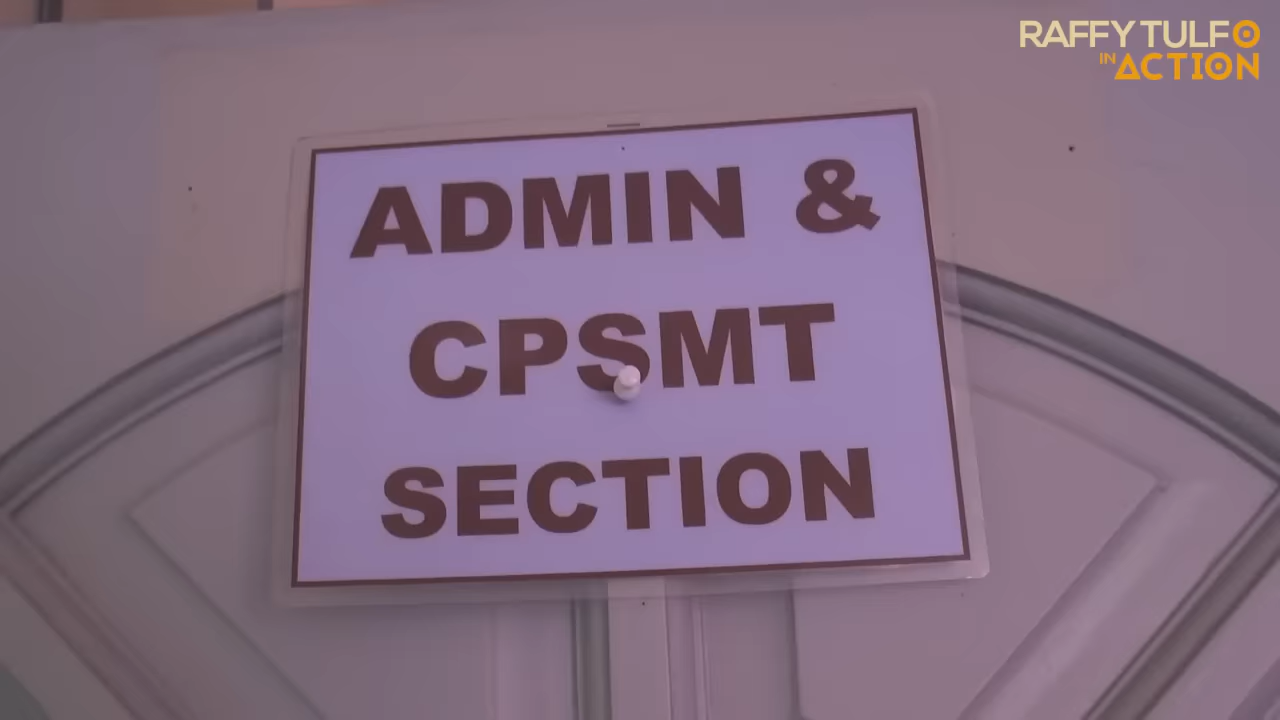 RAFFY TULFO
IN ACTION
ADMIN &
CPSMT
SECTION